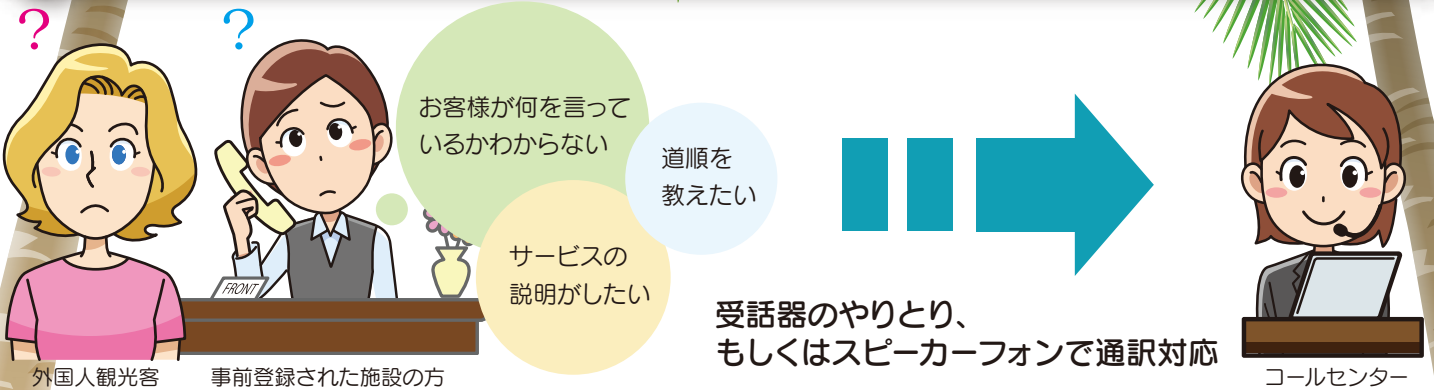 ?
?
お客様が何を言って
いるかわからない
道順を
教えたい
サービスの
説明がしたい
FRONT
受話器のやりとり、
もしくはスピーカーフォンで通訳対応
外国人観光客
事前登録された施設の方
コールセンター